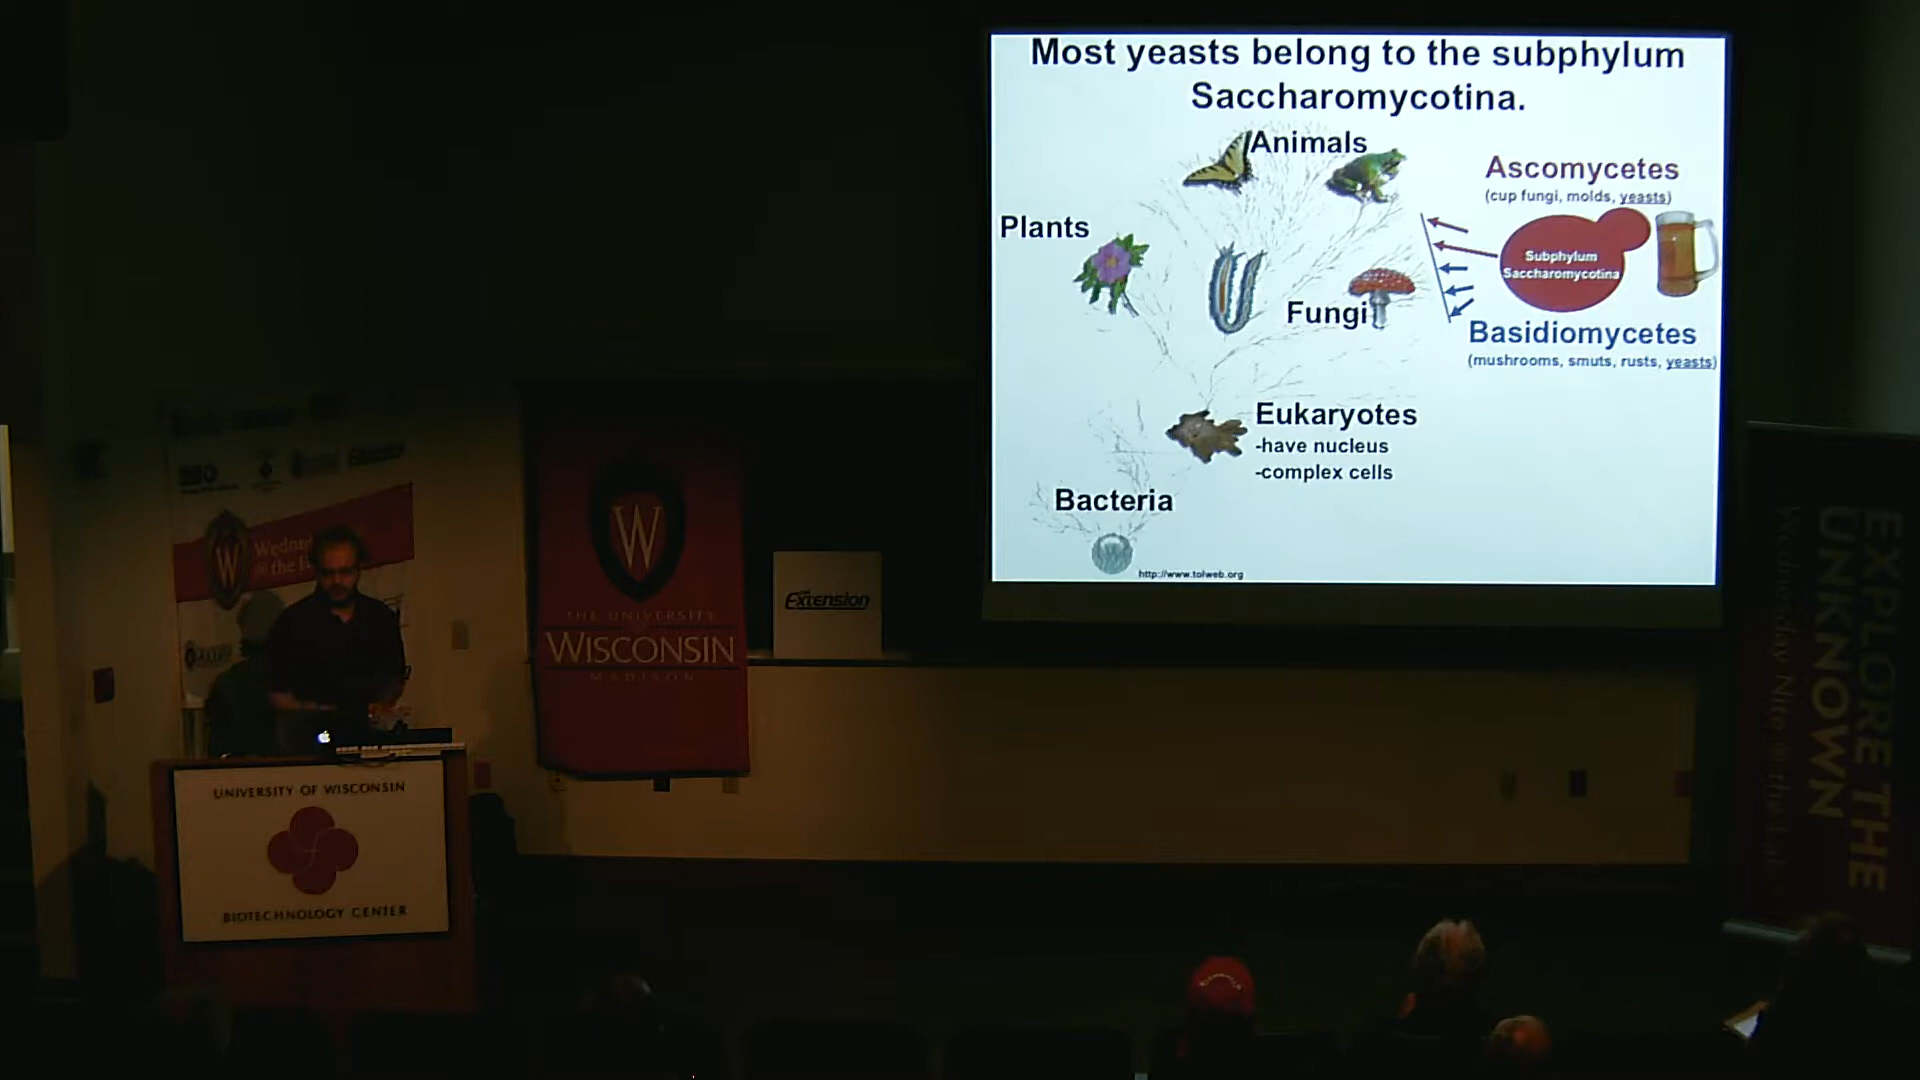 Most yeasts belong to the subphylum
Saccharomycotina.
Animals
Ascomycetes
(cup fungi, molds, yeasts)
Plants
Subphylum
Saccharomycotina
Fungi
Basidiomycetes
(mushrooms, smuts, rusts, yeasts)
Eukaryotes
-have nucleus
-complex cells
Bacteria
http://www.tolweb.org
W
W
THE UNIVERSITY
WISCONSIN
MADISON
Extension
UNIVERSITY OF WISCONSIN
BIOTECHNOLOGY CENTER
EXPLORE THE
UNKNOWN